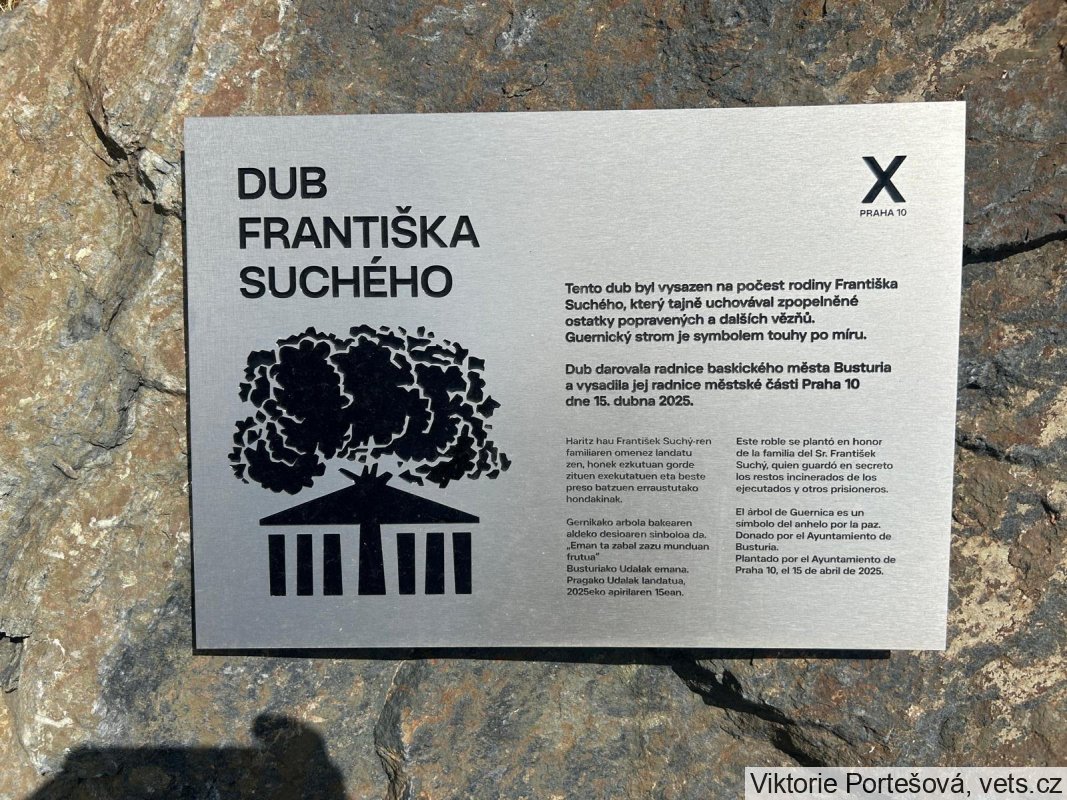 DUB
FRANTIŠKA
SUCHÉHO
X
PRAHA 10
Tento dub byl vysazen na počest rodiny Františka
Suchého, který tajně uchovával zpopelněné
ostatky popravených a dalších vězňů.
Guernický strom je symbolem touhy po míru.
Dub darovala radnice baskického města Busturia
a vysadila jej radnice městské části Praha 10
dne 15. dubna 2025.
Haritz hau František Suchý-ren
familiaren omenez landatu
zen, honek ezkutuan gorde
zituen exekutatuen eta beste
preso batzuen erraustutako
hondakinak.
Gernikako arbola bakearen
aldeko desioaren sinboloa da.
„Eman ta zabal zazu munduan
frutua"
Busturiako Udalak emana.
Pragako Udalak landatua,
2025eko apirilaren 15ean.
Este roble se plantó en honor
de la familia del Sr. František
Suchý, quien guardó en secreto
los restos incinerados de los
ejecutados y otros prisioneros.
El árbol de Guernica es un
símbolo del anhelo por la paz.
Donado por el Ayuntamiento de
Busturia.
Plantado por el Ayuntamiento de
Praha 10, el 15 de abril de 2025.
Viktorie Portešová, vets.cz